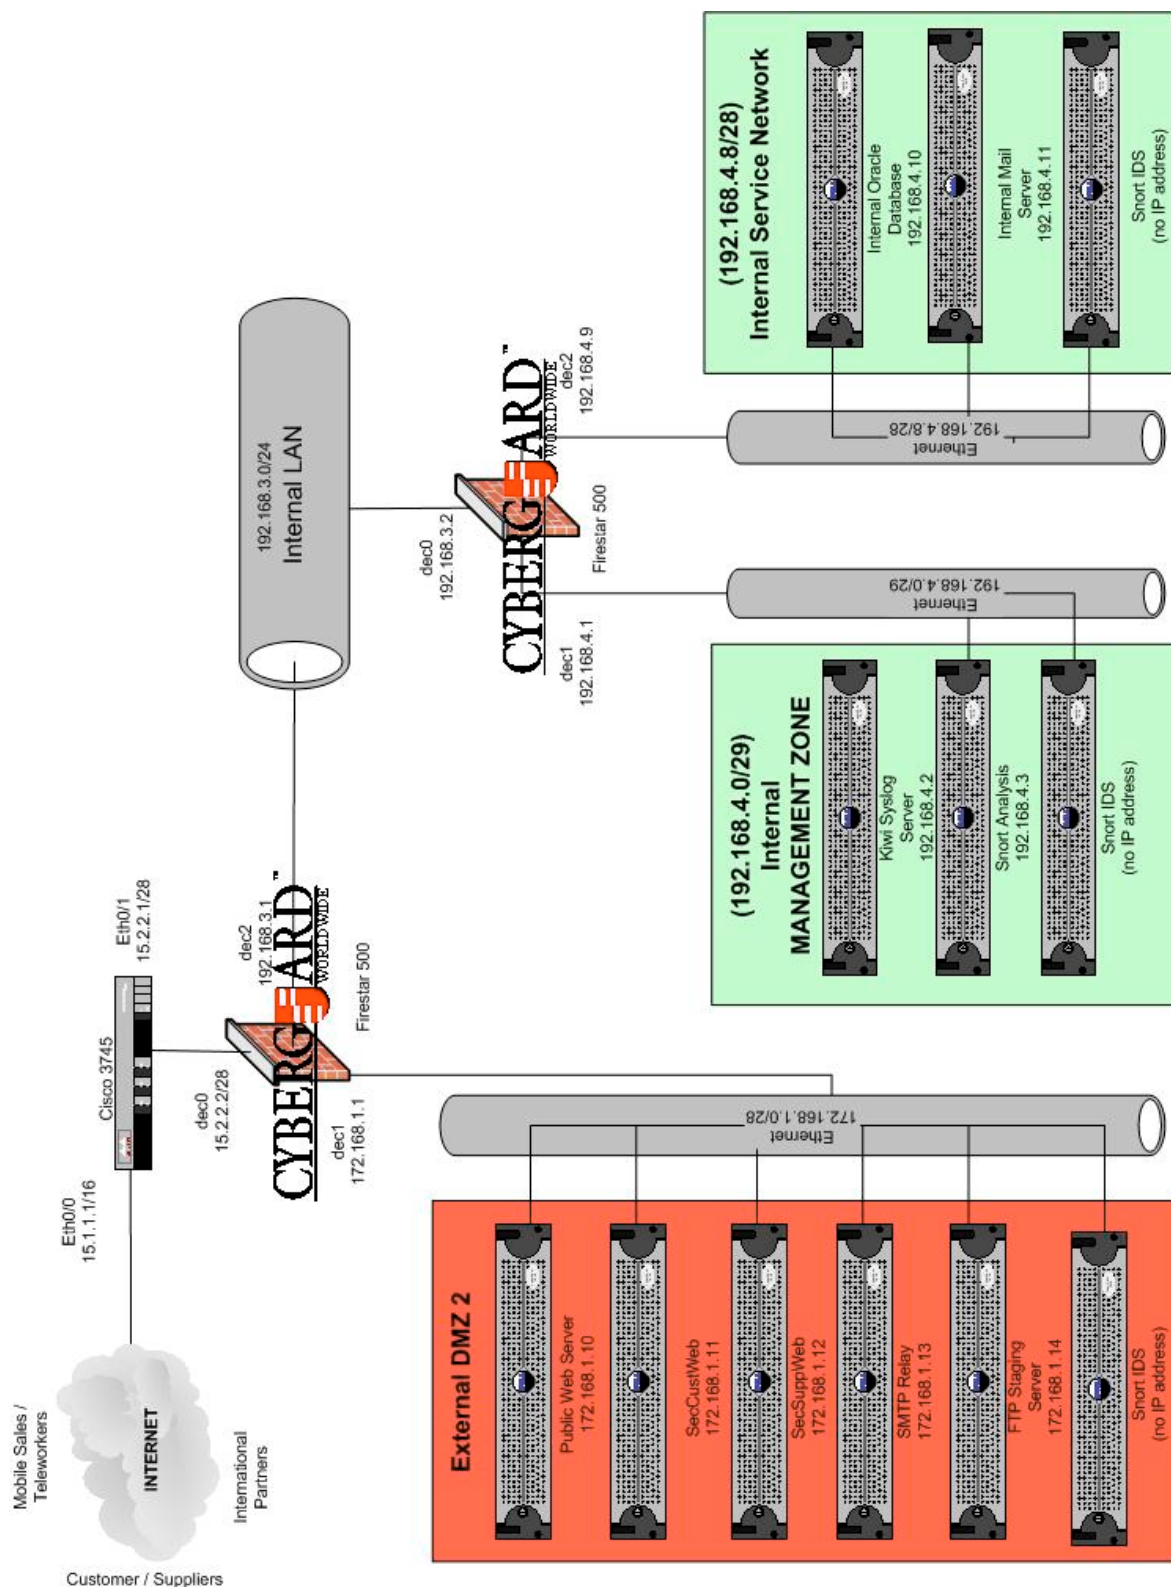 Mobile Sales /
Teleworkers
INTERNET
International
Partners
Customer / Suppliers
Eth0/0
15.1.1.1/16
Cisco 3745
Eth0/1
15.2.2.1/28
dec0
15.2.2.2/28
CYBERGUARD™
WORLDWIDE
dec2
192.168.3.1
Firestar 500
dec1
172.168.1.1
192.168.3.0/24
Internal LAN
dec0
192.168.3.2
CYBERGUARD™
WORLDWIDE
Firestar 500
dec1
192.168.4.1
dec2
192.168.4.9
Ethernet
172.168.1.0/28
External DMZ 2
Public Web Server
172.168.1.10
SecCustWeb
172.168.1.11
SecSuppWeb
172.168.1.12
SMTP Relay
172.168.1.13
FTP Staging
Server
172.168.1.14
Snort IDS
(no IP address)
Ethernet
192.168.4.0/29
(192.168.4.0/29)
Internal
MANAGEMENT ZONE
Kiwi Syslog
Server
192.168.4.2
Snort Analysis
192.168.4.3
Snort IDS
(no IP address)
Ethernet
192.168.4.8/28
(192.168.4.8/28)
Internal Service Network
Internal Oracle
Database
192.168.4.10
Internal Mail
Server
192.168.4.11
Snort IDS
(no IP address)